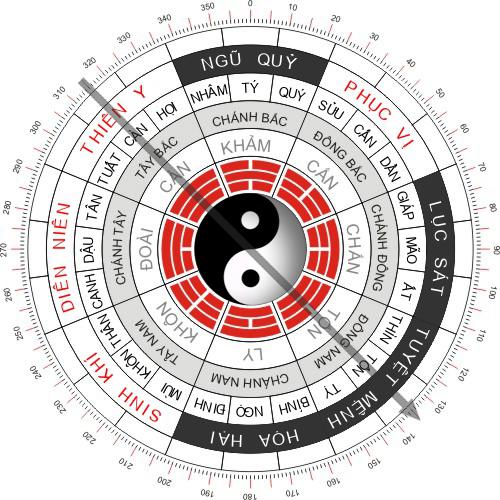 0
10
20
30
40
50
60
70
80
90
100
110
120
130
140
150
160
170
180
190
200
210
220
230
240
250
260
270
280
290
300
310
320
330
340
350
NGŨ QUỶ
PHỤC VỊ
LỤC SÁT
TUYỆT MỆNH
HỌA HẠI
SINH KHÍ
DIÊN NIÊN
THIÊN Y
NHÂM
TÝ
QUÝ
SỬU
CẤN
DẦN
GIÁP
MÃO
ẤT
THÌN
TỐN
TỴ
BÍNH
NGỌ
ĐINH
MÙI
KHÔN
THÂN
CANH
DẬU
TÂN
TUẤT
CÀN
HỢI
CHÁNH BẮC
ĐÔNG BẮC
CHÁNH ĐÔNG
ĐÔNG NAM
CHÁNH NAM
TÂY NAM
CHÁNH TÂY
TÂY BẮC
KHẢM
CẤN
CHẤN
TỐN
LY
KHÔN
ĐOÀI
CÀN